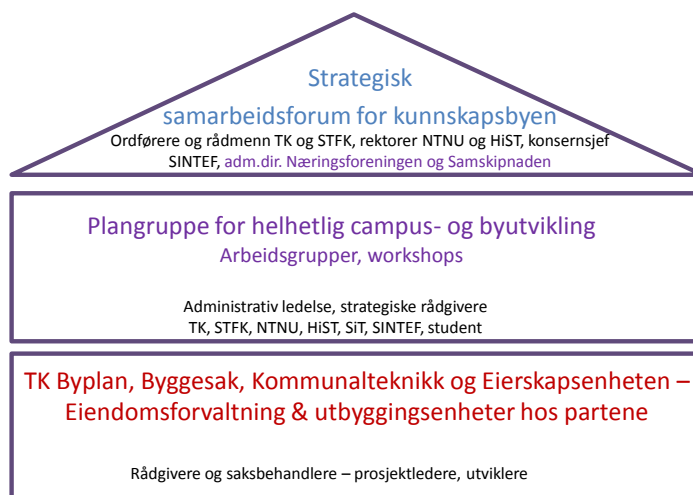 Strategisk
samarbeidsforum for kunnskapsbyen
Ordførere og rådmenn TK og STFK, rektorer NTNU og HiST, konsernsjef
SINTEF, adm.dir. Næringsforeningen og Samskipnaden
Plangruppe for helhetlig campus- og byutvikling
Arbeidsgrupper, workshops
Administrativ ledelse, strategiske rådgivere
TK, STFK, NTNU, HiST, SiT, SINTEF, student
TK Byplan, Byggesak, Kommunalteknikk og Eierskapsenheten –
Eiendomsforvaltning & utbyggingsenheter hos partene
Rådgivere og saksbehandlere – prosjektledere, utviklere